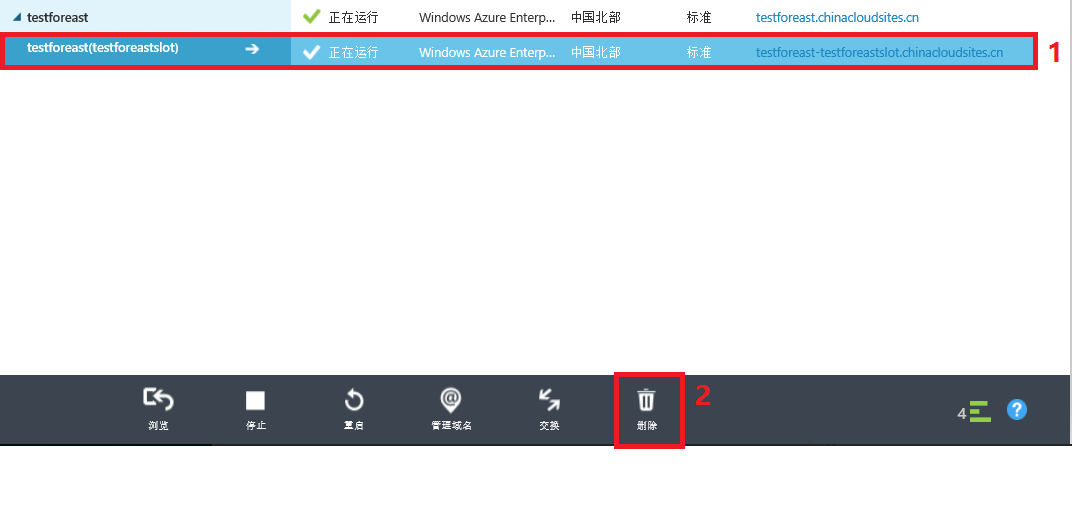 testforeast 正在运行 Windows Azure Enterp... 中国北部 标准 testforeast.chinacloudsites.cn
testforeast(testforeastslot) 正在运行 Windows Azure Enterp... 中国北部 标准 testforeast-testforeastslot.chinacloudsites.cn 1
浏览 停止 重启 管理域名 交换 删除 2 4 ?